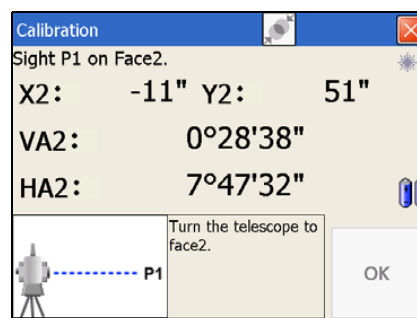 Calibration
Sight P1 on Face2.
X2: -11" Y2: 51"
VA2: 0°28'38"
HA2: 7°47'32"
Turn the telescope to
face2.
P1
OK